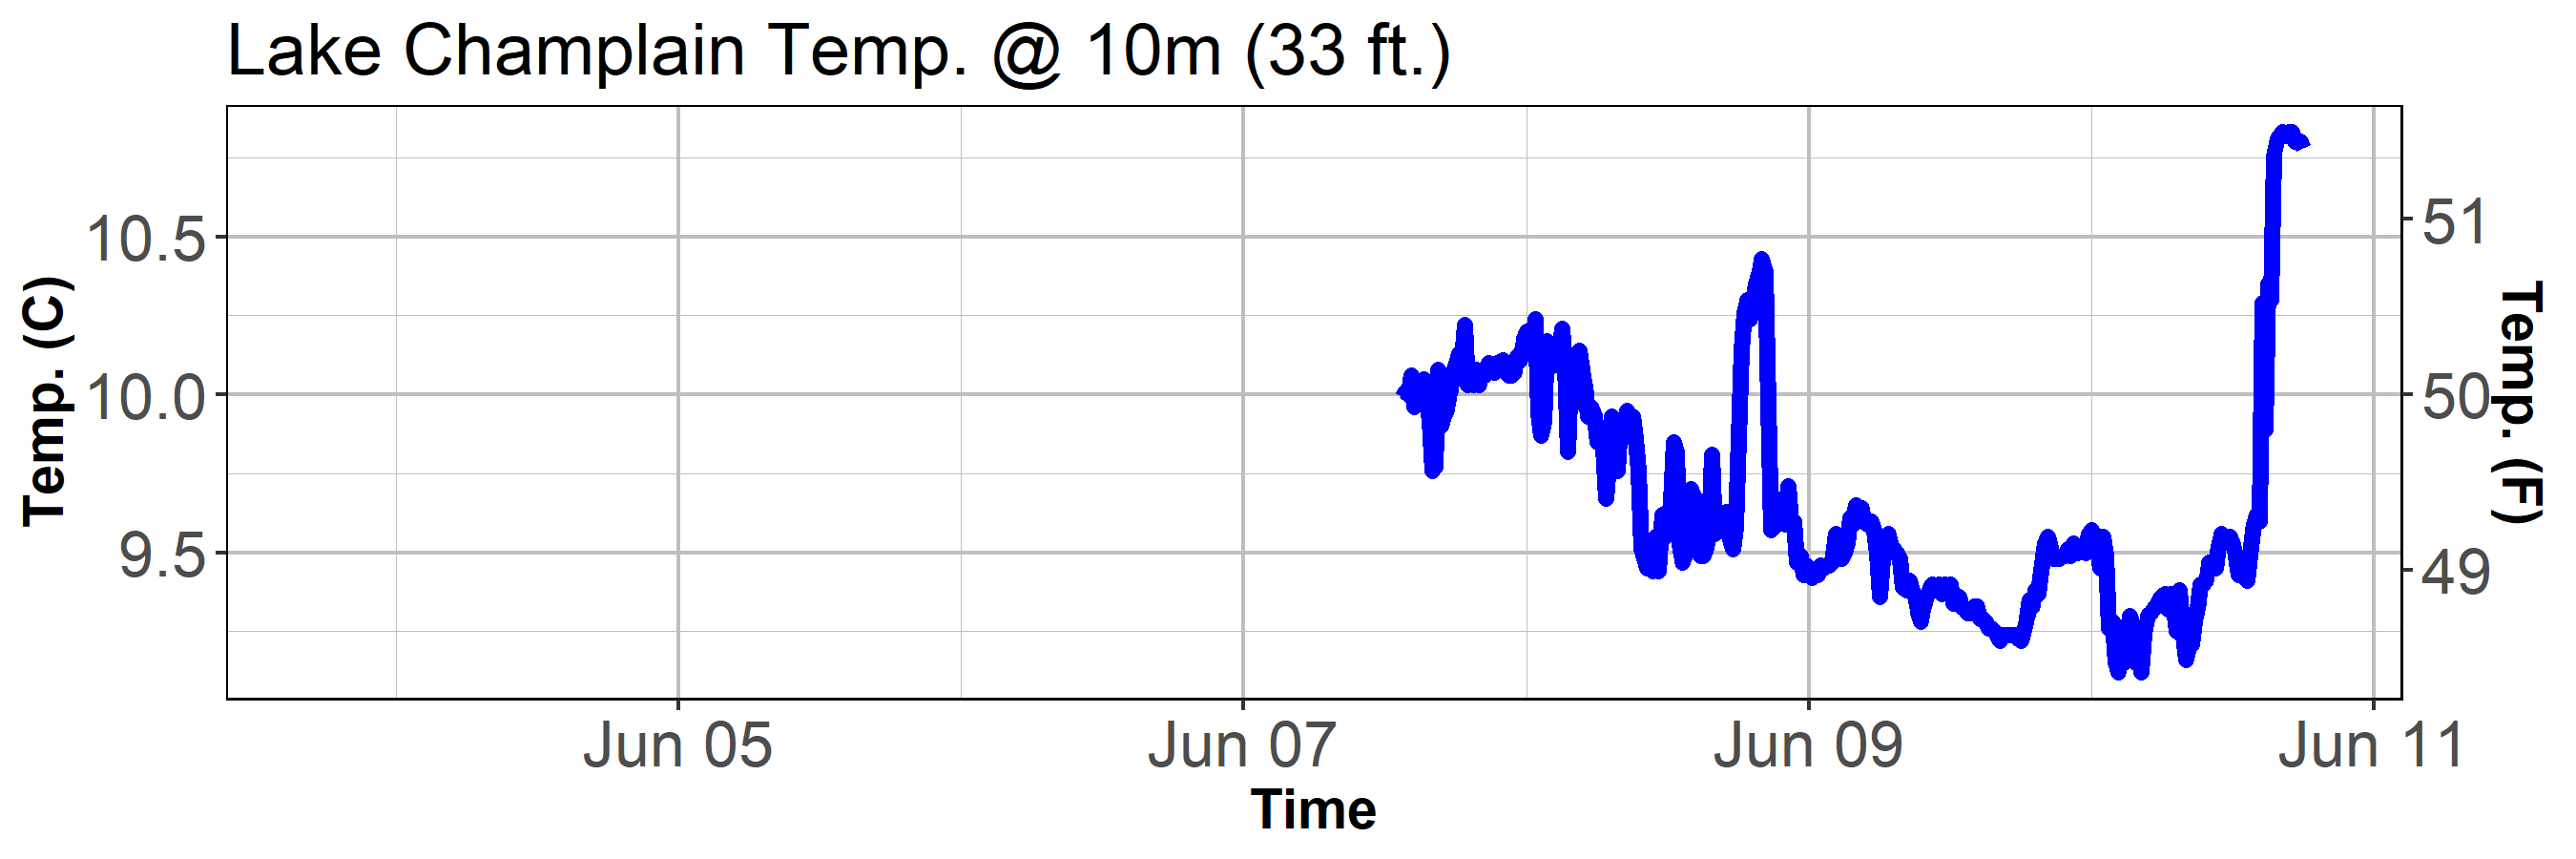 Lake Champlain Temp. @ 10m (33 ft.)
Temp. (C)
10.5
10.0
9.5
51
50
49
Temp. (F)
Jun 05 Jun 07 Jun 09 Jun 11
Time